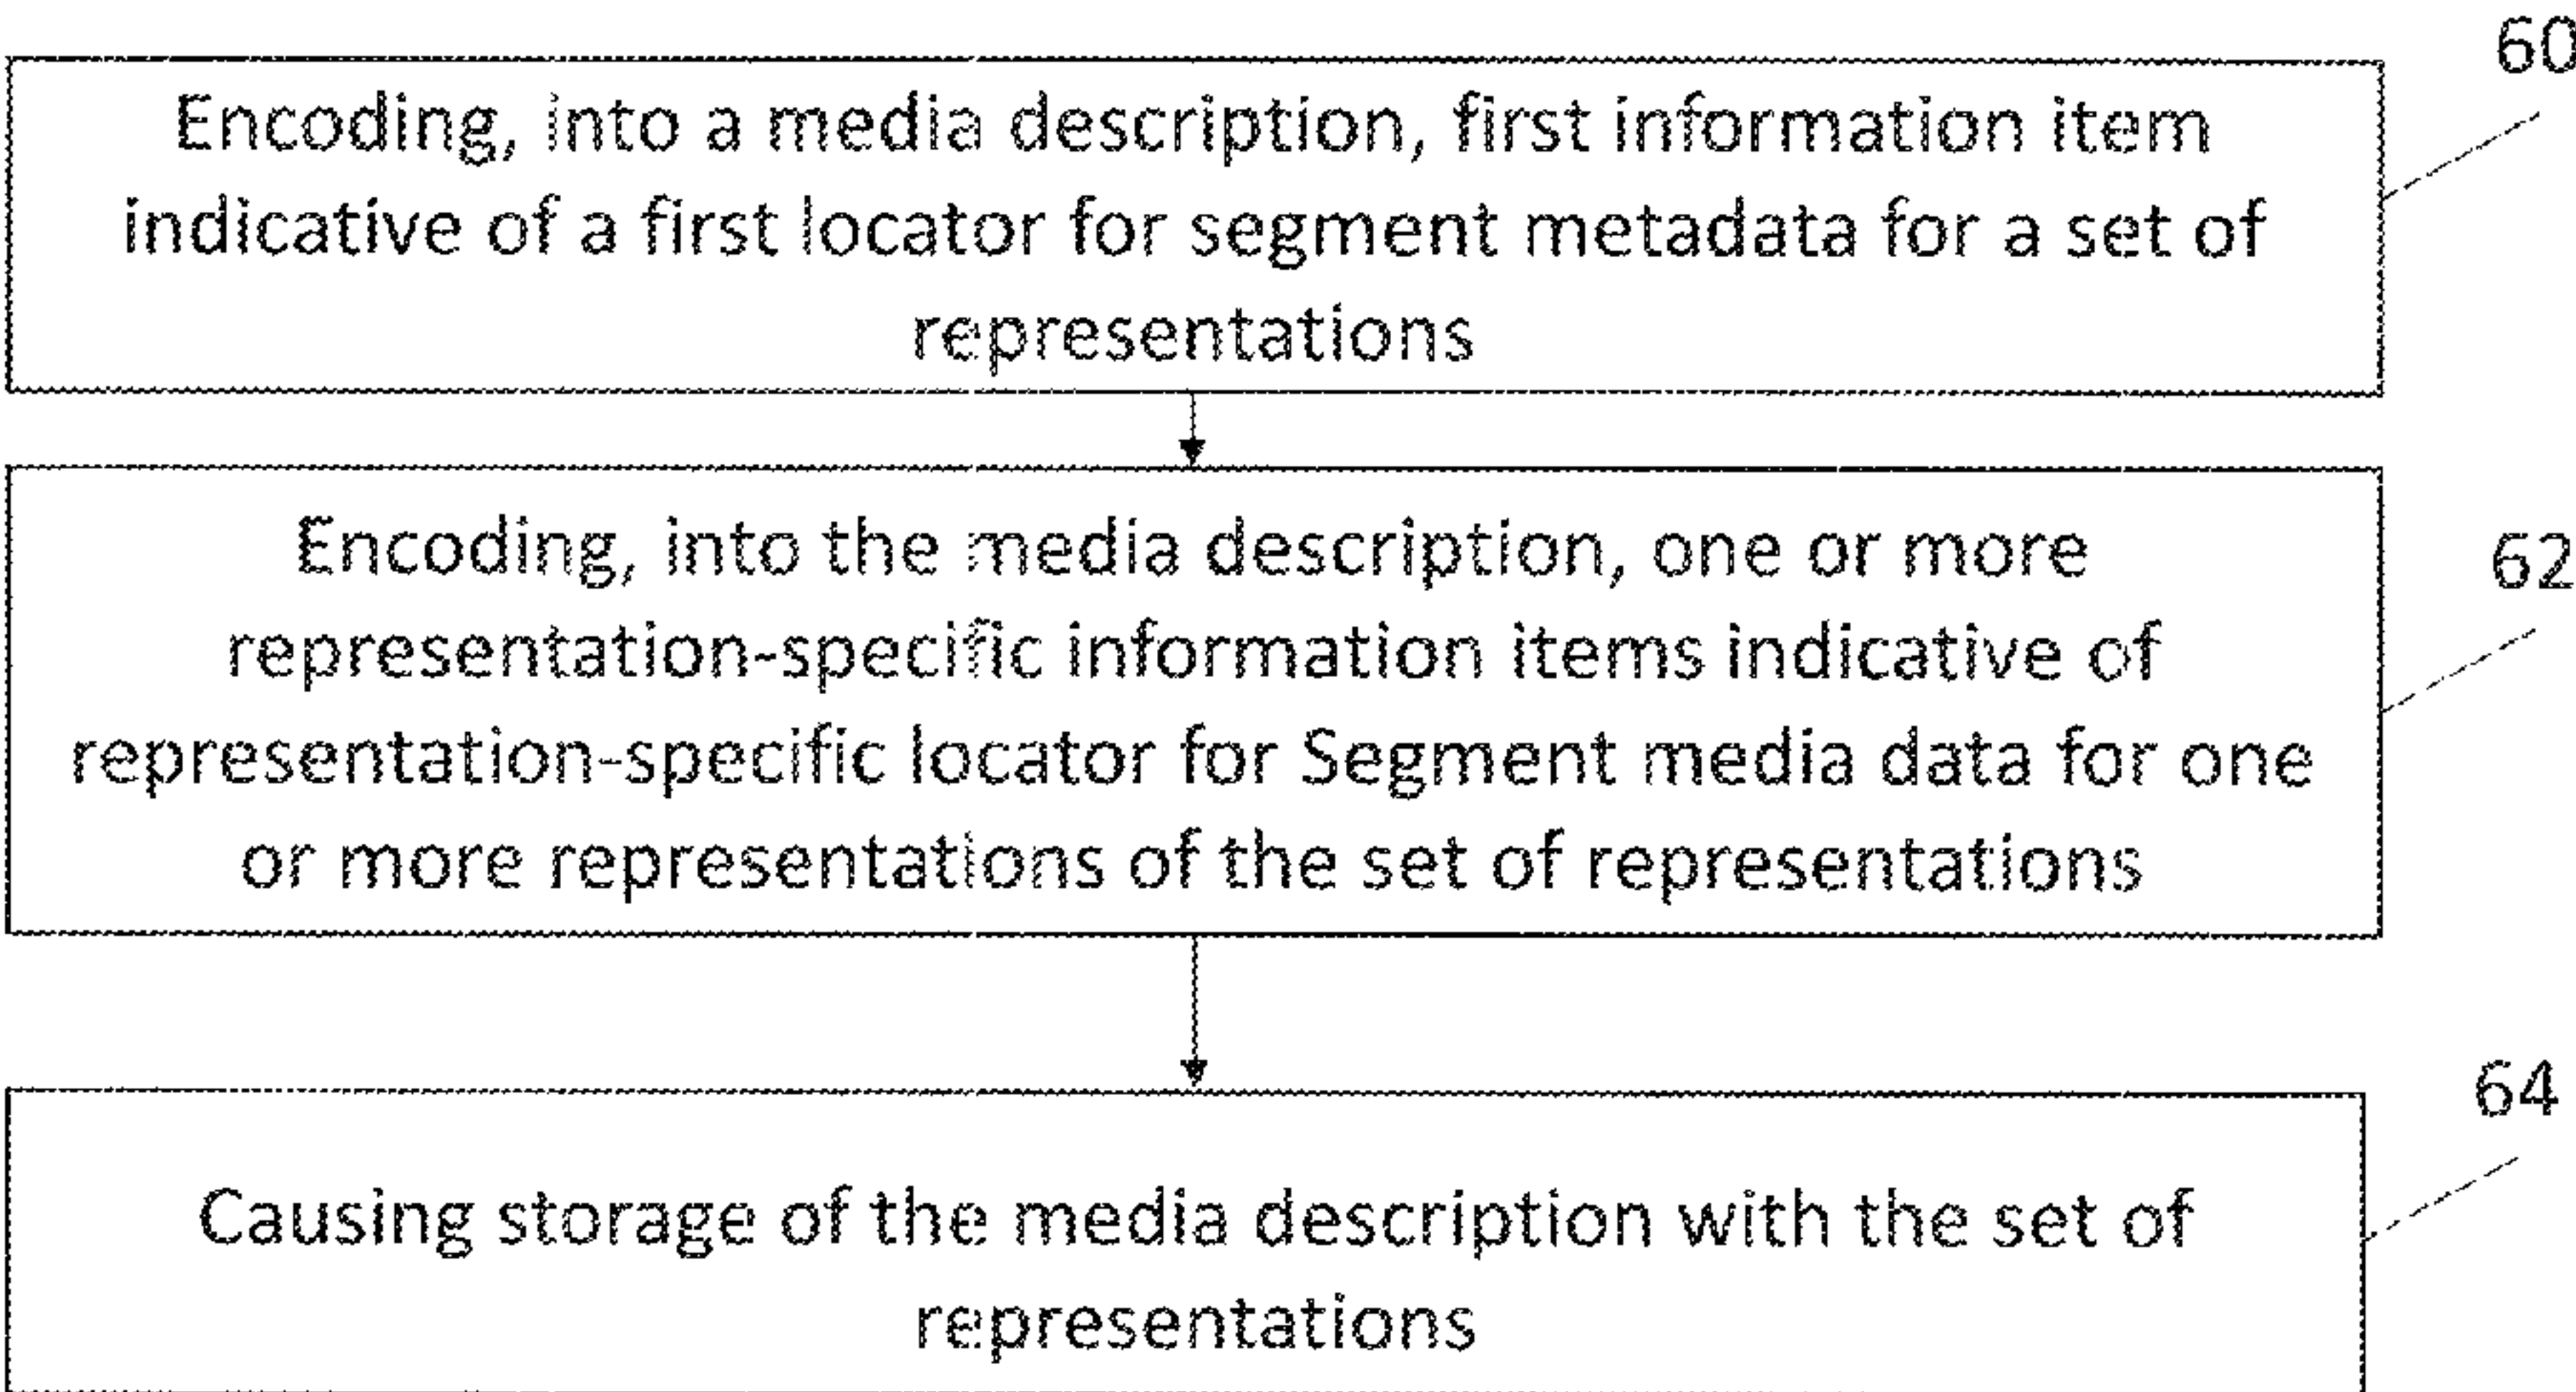 60
Encoding, into a media description, first information item
indicative of a first locator for segment metadata for a set of
representations
62
Encoding, into the media description, one or more
representation-specific information items indicative of
representation-specific locator for Segment media data for one
or more representations of the set of representations
64
Causing storage of the media description with the set of
representations